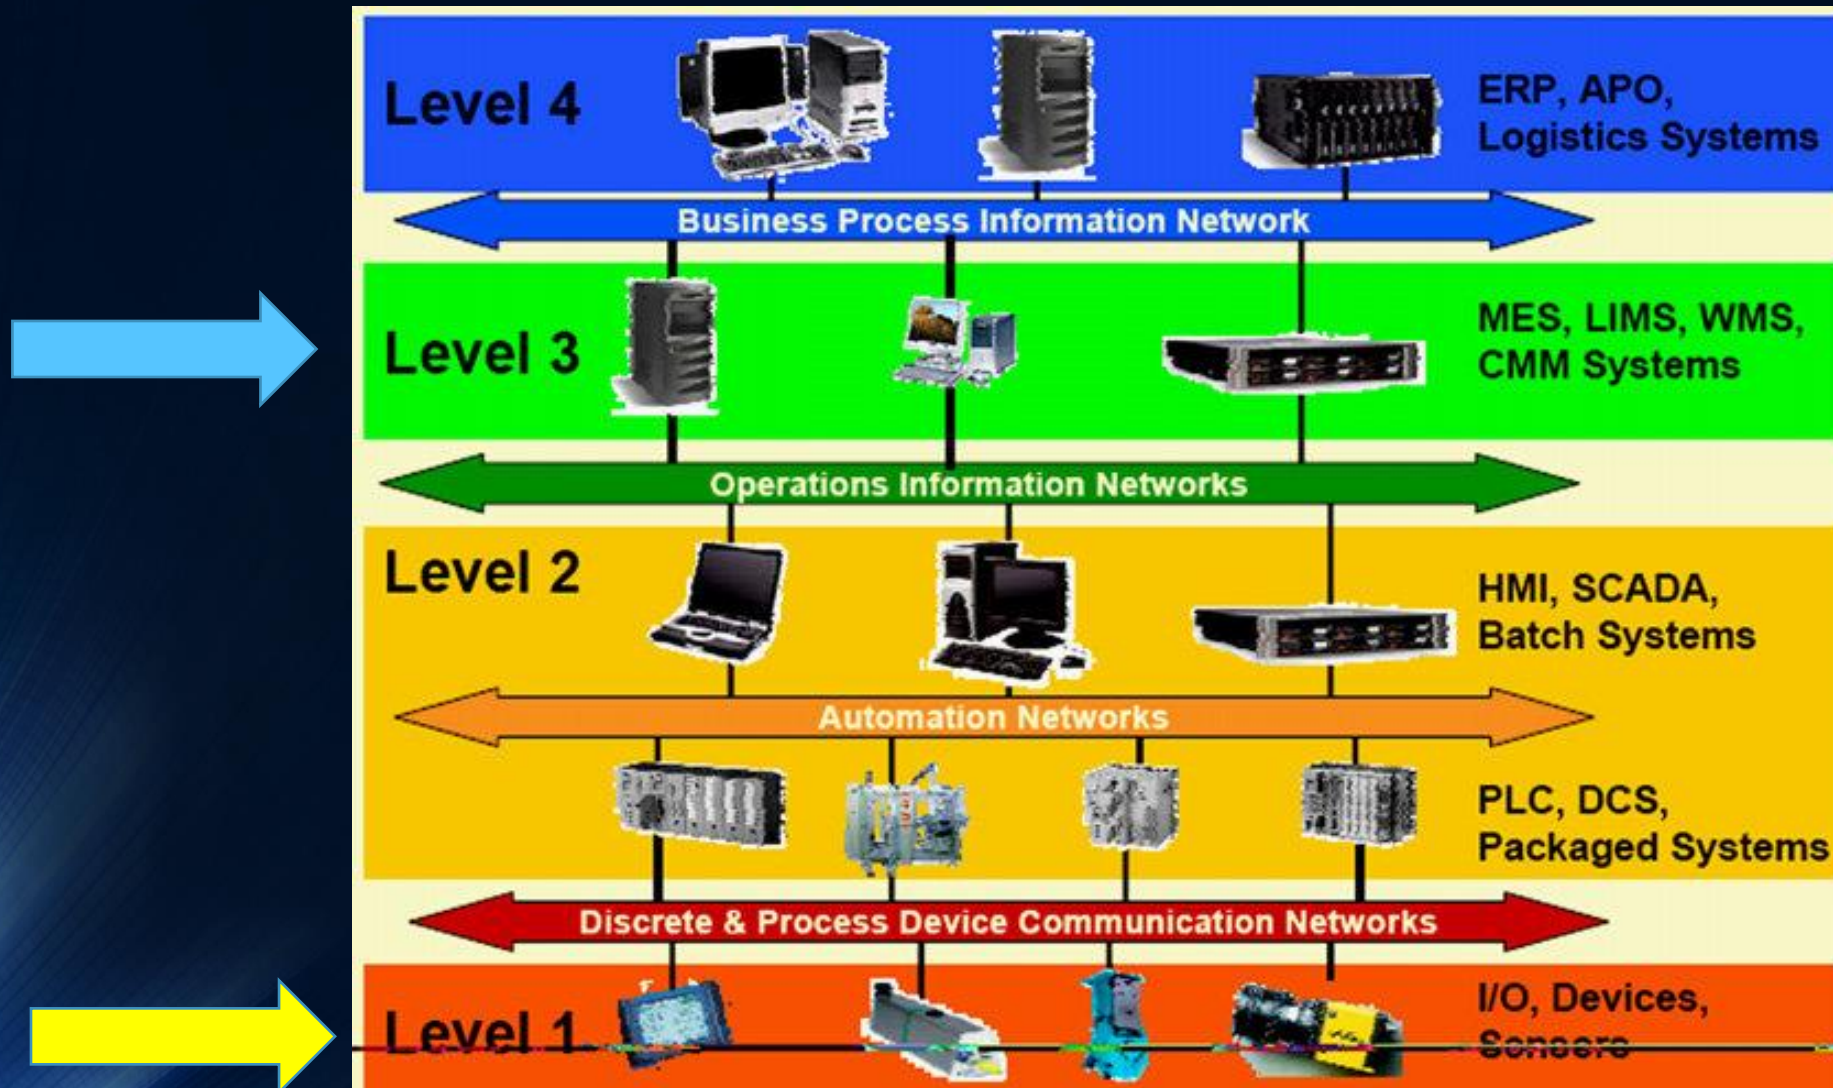 Level 4
ERP, APO,
Logistics Systems
Business Process Information Network
Level 3
MES, LIMS, WMS,
CMM Systems
Operations Information Networks
Level 2
HMI, SCADA,
Batch Systems
Automation Networks
PLC, DCS,
Packaged Systems
Discrete & Process Device Communication Networks
Level 1
I/O, Devices,
Sensors